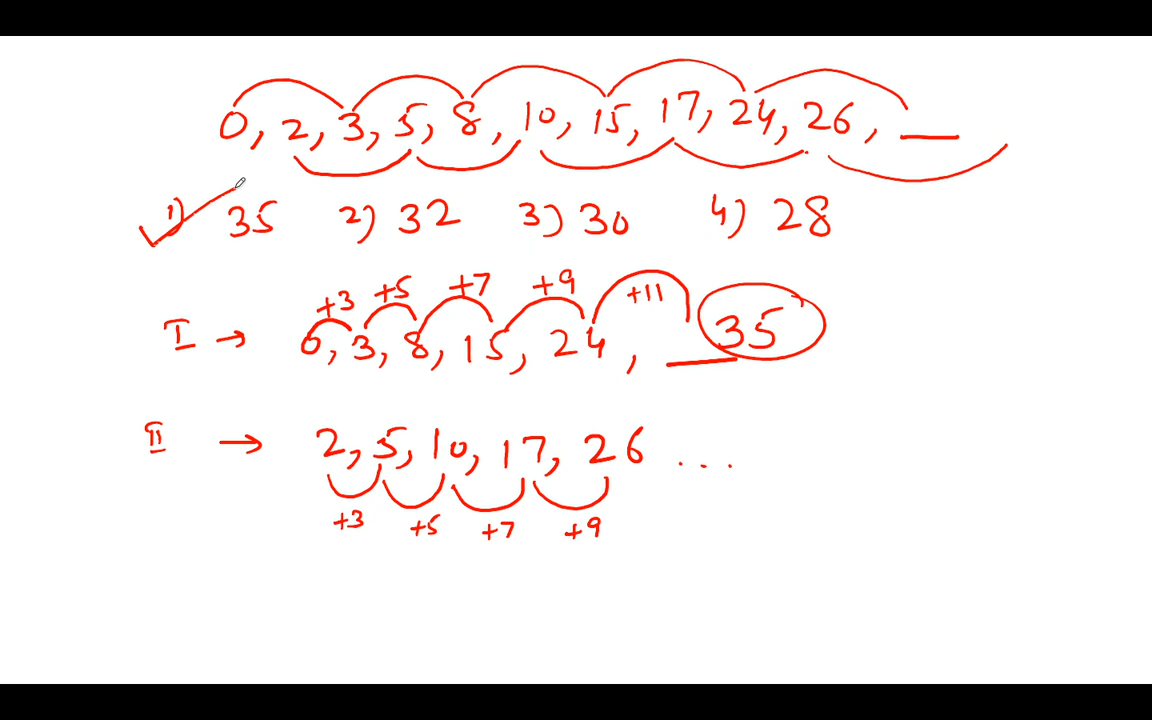 0, 2, 3, 5, 8, 10, 15, 17, 24, 26, __
1) 35 2) 32 3) 30 4) 28
+3 +5 +7 +9 +11
I → 0, 3, 8, 15, 24, __ 35
II → 2, 5, 10, 17, 26 ...
+3 +5 +7 +9